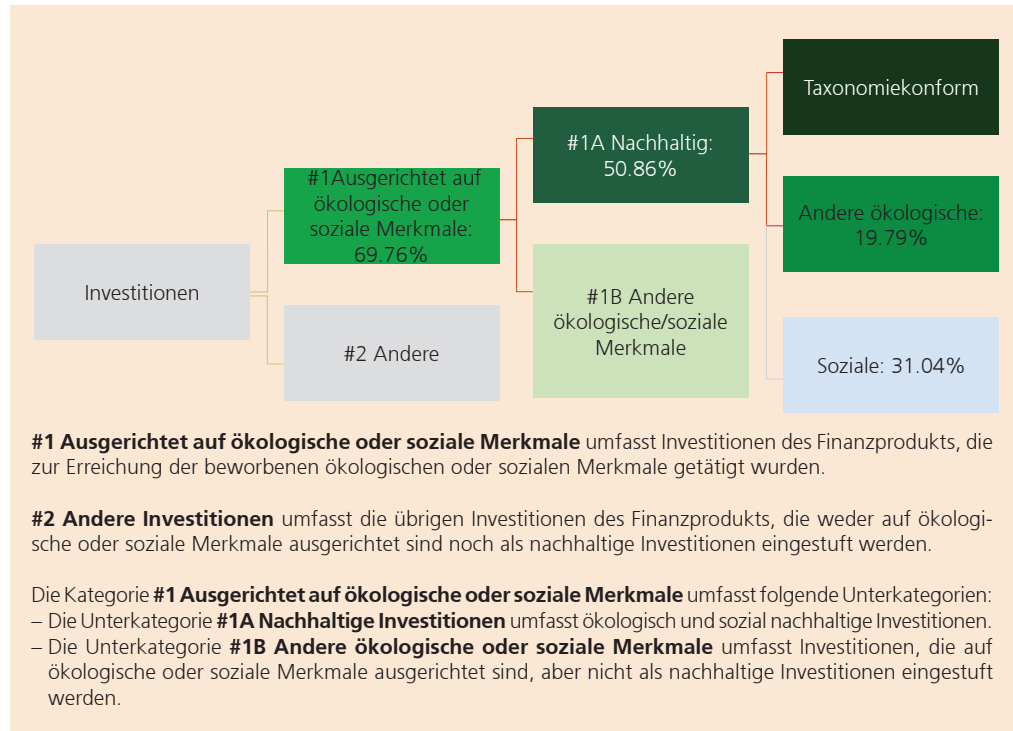 Taxonomiekonform
#1A Nachhaltig:
50.86%
#1Ausgerichtet auf
ökologische oder
soziale Merkmale:
69.76%
Andere ökologische:
19.79%
Investitionen
#1B Andere
ökologische/soziale
Merkmale
#2 Andere
Soziale: 31.04%
#1 Ausgerichtet auf ökologische oder soziale Merkmale umfasst Investitionen des Finanzprodukts, die
zur Erreichung der beworbenen ökologischen oder sozialen Merkmale getätigt wurden.
#2 Andere Investitionen umfasst die übrigen Investitionen des Finanzprodukts, die weder auf ökologi-
sche oder soziale Merkmale ausgerichtet sind noch als nachhaltige Investitionen eingestuft werden.
Die Kategorie #1 Ausgerichtet auf ökologische oder soziale Merkmale umfasst folgende Unterkategorien:
– Die Unterkategorie #1A Nachhaltige Investitionen umfasst ökologisch und sozial nachhaltige Investitionen.
– Die Unterkategorie #1B Andere ökologische oder soziale Merkmale umfasst Investitionen, die auf
ökologische oder soziale Merkmale ausgerichtet sind, aber nicht als nachhaltige Investitionen eingestuft
werden.